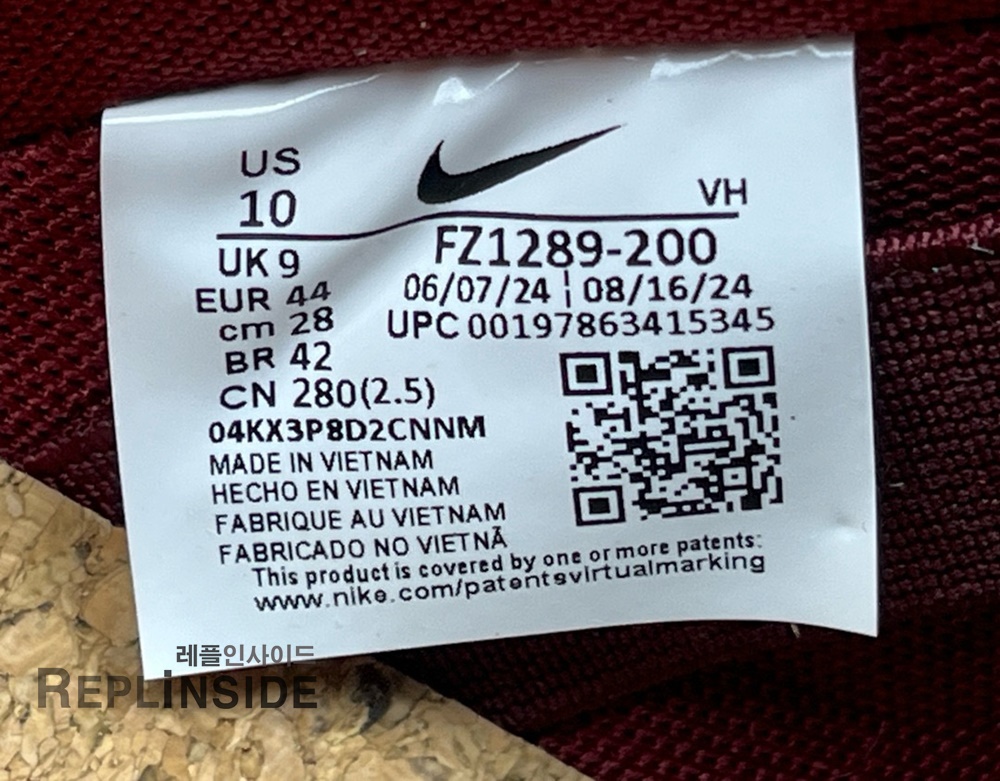 US
10
VH
UK 9
EUR 44
cm 28
BR 42
CN 280(2.5)
FZ1289-200
06/07/24 ¦ 08/16/24
UPC 00197863415345
04KX3P8D2CNNM
MADE IN VIETNAM
HECHO EN VIETNAM
FABRIQUE AU VIETNAM
FABRICADO NO VIETNÃ
This product is covered by one or more patents:
www.nike.com/patentsvirtualmarking
레플인사이드
REPLINSIDE